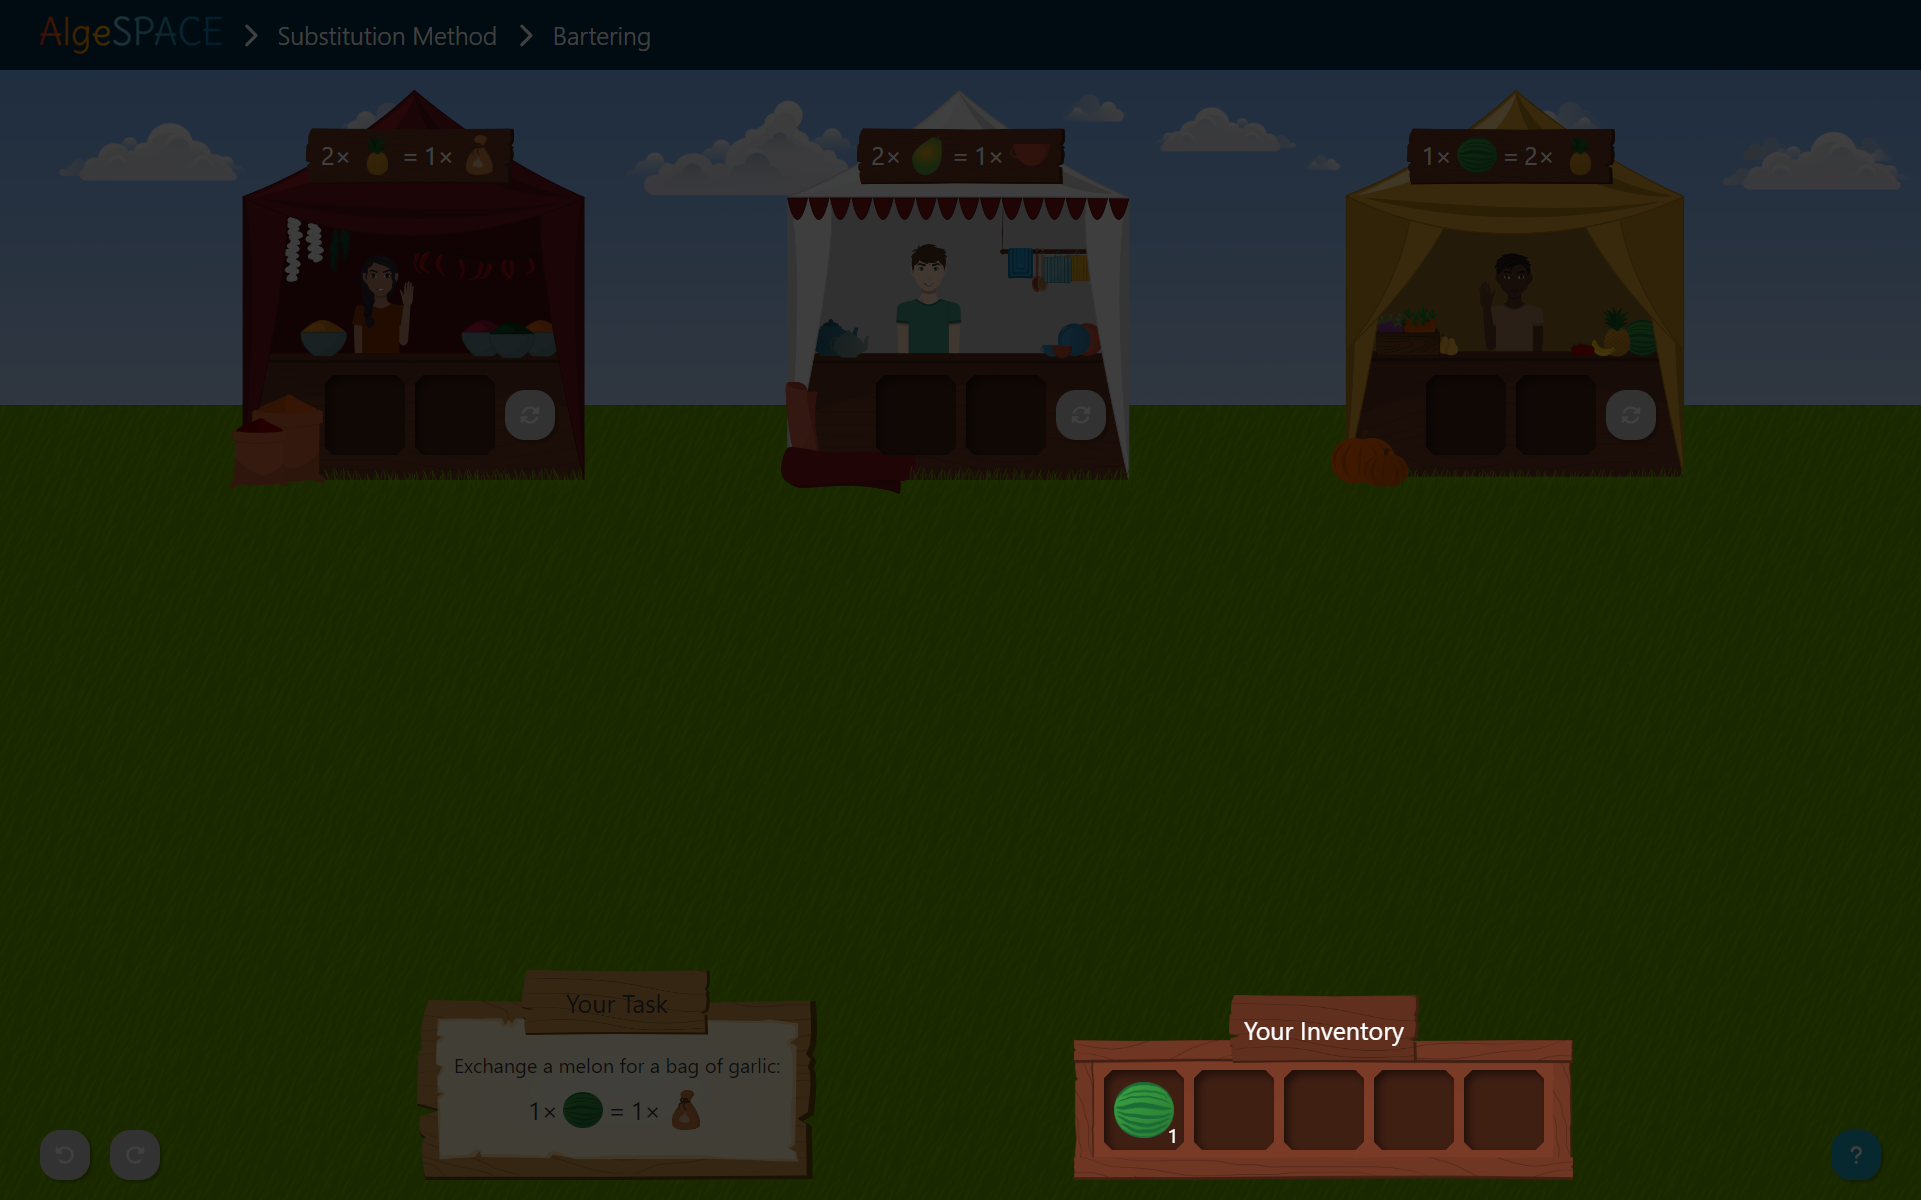 AlgeSPACE > Substitution Method > Bartering
2× = 1×
2× = 1×
1× = 2×
Your Task
Exchange a melon for a bag of garlic:
1× = 1×
Your Inventory
1
?